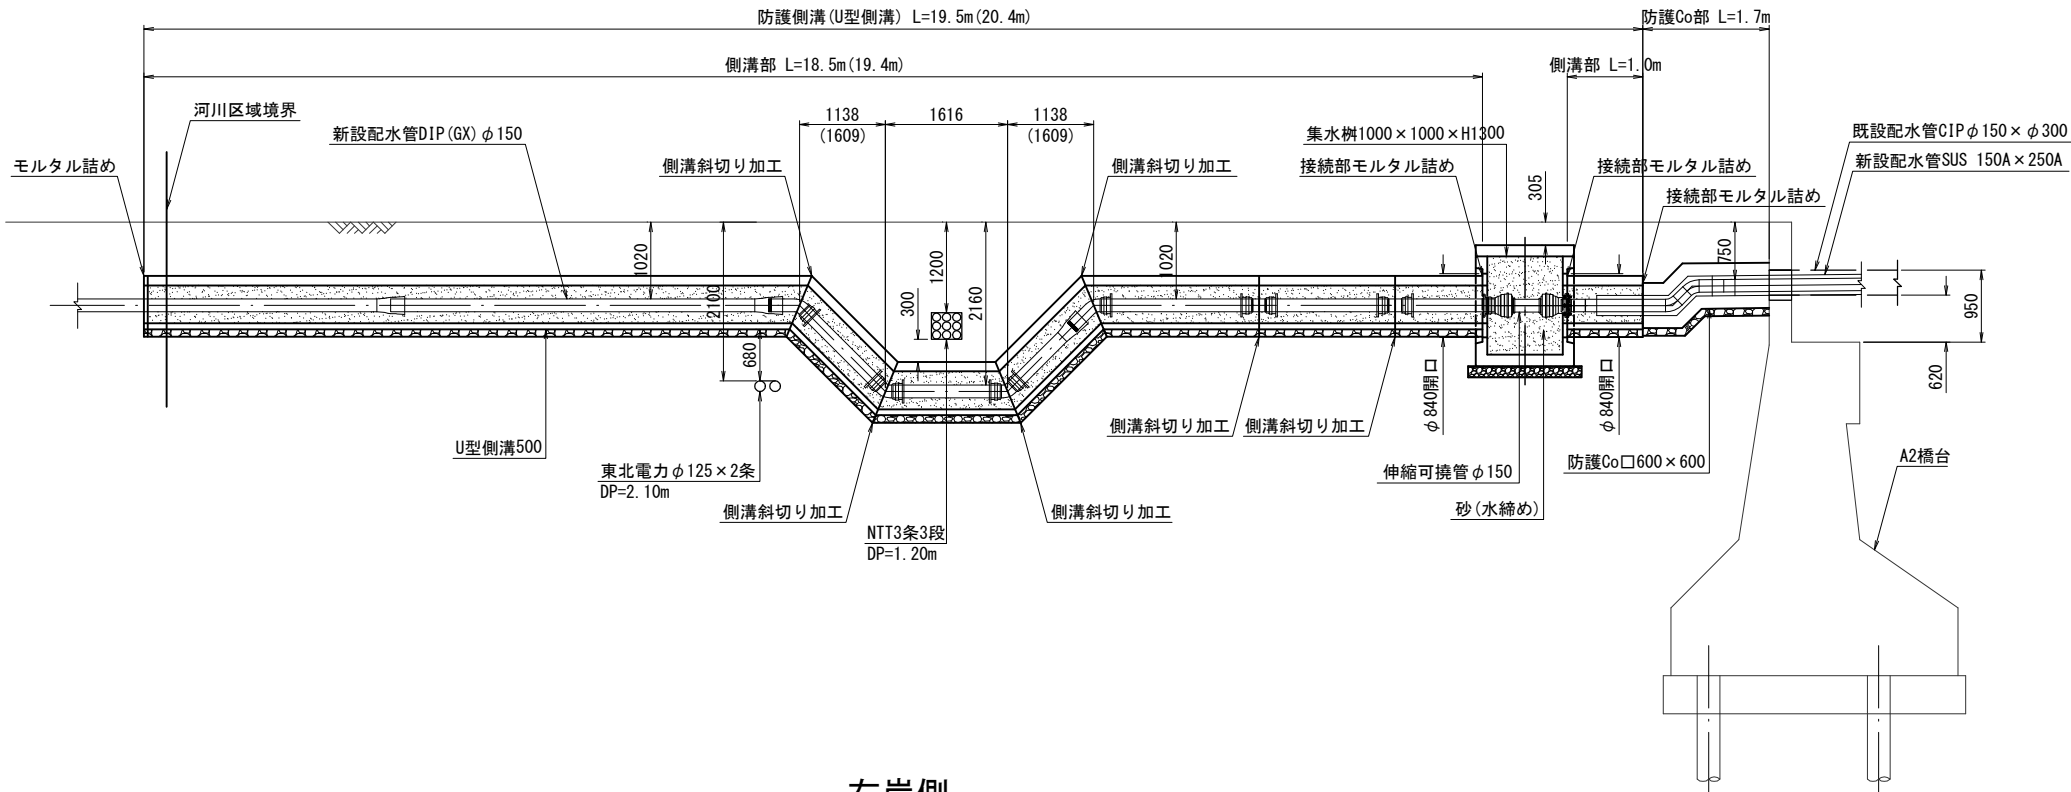 防護側溝(U型側溝) L=19.5m(20.4m)
防護Co部 L=1.7m
側溝部 L=18.5m(19.4m)
側溝部 L=1.0m
河川区域境界
新設配水管DIP(GX)φ150
モルタル詰め
側溝斜切り加工
1138
(1609)
1616
1138
(1609)
側溝斜切り加工
集水桝1000×1000×H1300
接続部モルタル詰め
305
接続部モルタル詰め
接続部モルタル詰め
既設配水管CIPφ150×φ300
新設配水管SUS 150A×250A
1020
2100
680
1200
300
2160
1020
750
950
620
φ840開口
φ840開口
U型側溝500
東北電力φ125×2条
DP=2.10m
側溝斜切り加工
NTT3条3段
DP=1.20m
側溝斜切り加工
側溝斜切り加工
側溝斜切り加工
伸縮可撓管φ150
砂(水締め)
防護Co口600×600
A2橋台